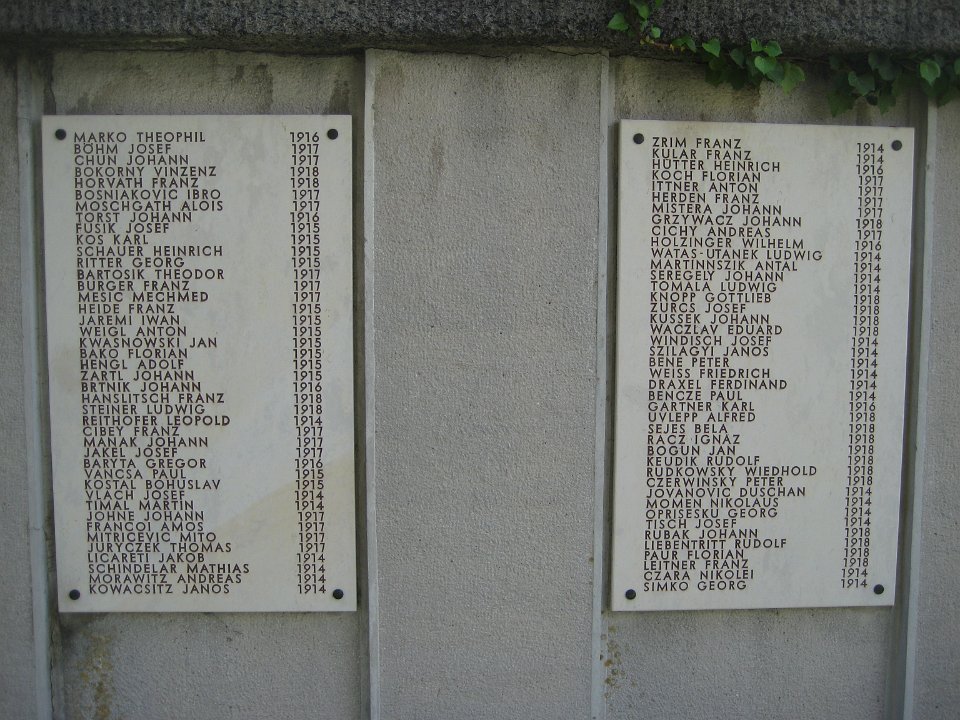 MARKO THEOPHIL 1916
BÖHM JOSEF 1917
CHUN JOHANN 1917
BOKORNY VINZENZ 1918
HORVATH FRANZ 1918
BOSNIAKOVIC IBRO 1917
MOSCHGATH ALOIS 1917
TORST JOHANN 1916
FUSIK JOSEF 1915
KOS KARL 1915
SCHAUER HEINRICH 1915
RITTER GEORG 1915
BARTOSIK THEODOR 1917
BURGER FRANZ 1917
MESIC MECHMED 1917
HEIDE FRANZ 1915
JAREMI IWAN 1915
WEIGL ANTON 1915
KWASNOWSKI JAN 1915
BAKO FLORIAN 1915
HENGL ADOLF 1915
ZARTL JOHANN 1915
BRTNIK JOHANN 1916
HANSLITSCH FRANZ 1918
STEINER LUDWIG 1918
REITHOFER LEOPOLD 1914
CIBEY FRANZ 1917
MANAK JOHANN 1917
JAKEL JOSEF 1917
BARYTA GREGOR 1916
VANCSA PAUL 1915
KOSTAL BOHUSLAV 1915
VLACH JOSEF 1914
TIMAL MARTIN 1914
JOHNE JOHANN 1917
FRANCOI AMOS 1917
MITRICEVIC MITO 1917
JURYCZEK THOMAS 1917
LICARETI JAKOB 1914
SCHINDELAR MATHIAS 1914
MORAWITZ ANDREAS 1914
KOWACSITZ JANOS 1914
ZRIM FRANZ 1914
KULAR FRANZ 1914
HÜTTER HEINRICH 1916
KOCH FLORIAN 1917
ITTNER ANTON 1917
HERDEN FRANZ 1917
MISTERA JOHANN 1917
GRZYWACZ JOHANN 1918
CICHY ANDREAS 1917
HOLZINGER WILHELM 1916
WATAS-UTANEK LUDWIG 1914
MARTINNSZIK ANTAL 1914
SEREGELY JOHANN 1914
TOMALA LUDWIG 1914
KNOPP GOTTLIEB 1918
ZURCS JOSEF 1918
KUSSEK JOHANN 1918
WACZLAV EDUARD 1918
WINDISCH JOSEF 1914
SZILAGYI JANOS 1914
BENE PETER 1914
WEISS FRIEDRICH 1914
DRAXEL FERDINAND 1914
BENCZE PAUL 1914
GARTNER KARL 1916
UVLEPP ALFRED 1918
SEJES BELA 1918
RACZ IGNAZ 1918
BOGUN JAN 1918
KEUDIK RUDOLF 1918
RUDKOWSKY WIEDHOLD 1918
CZERWINSKY PETER 1918
JOVANOVIC DUSCHAN 1914
MOMEN NIKOLAUS 1914
OPRISESKU GEORG 1914
TISCH JOSEF 1914
RUBAK JOHANN 1918
LIEBENTRITT RUDOLF 1918
PAUR FLORIAN 1918
LEITNER FRANZ 1918
CZARA NIKOLEI 1914
SIMKO GEORG 1914